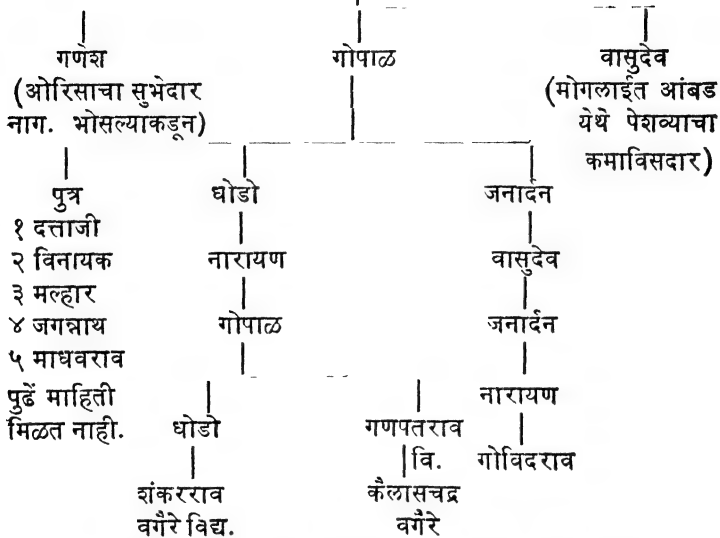 गणेश गोपाळ वासुदेव
(ओरिसाचा सुभेदार (मोगलाईत आंबड
नाग. भोसल्याकडून) येथे पेशव्याचा
कमाविसदार)
पुत्र धोडो जनार्दन
१ दत्ताजी
२ विनायक नारायण वासुदेव
३ मल्हार
४ जगन्नाथ गोपाळ जनार्दन
५ माधवराव
पुढें माहिती नारायण
मिळत नाही. धोडो गणपतराव
वि. गोविदराव
शंकरराव कैलासचद्र
वगैरे विद्य. वगैरे